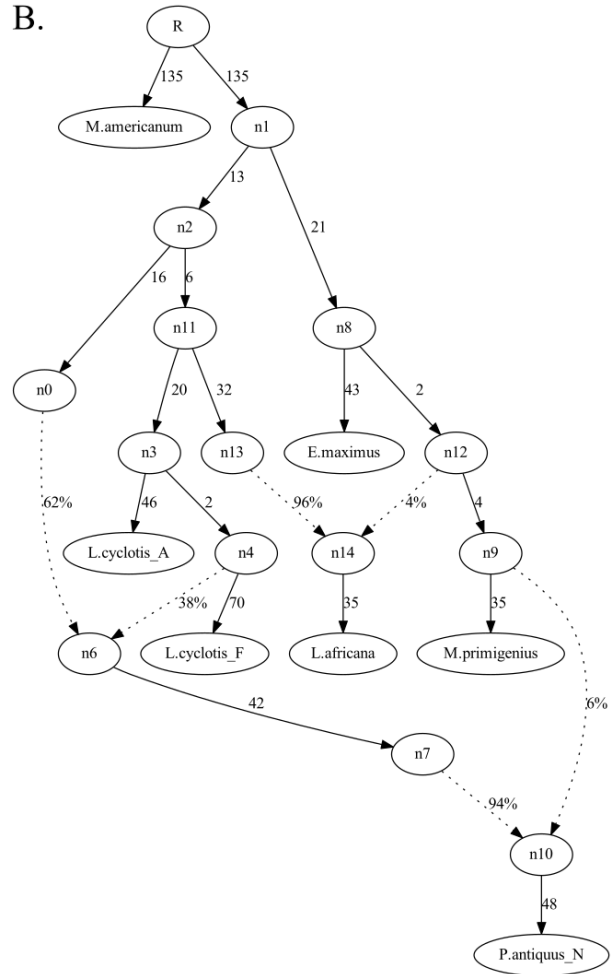 B.
R
135 135
M.americanum n1
13
21
n2
16 6
n11 n8
20 32 43 2
n0
n3 n13 E.maximus n12
62% 46 2 96% 4% 4
L.cyclotis_A n4 n14 n9
38% 70 35 35
n6 L.cyclotis_F L.africana M.primigenius
42 6%
n7
94%
n10
48
P.antiquus_N